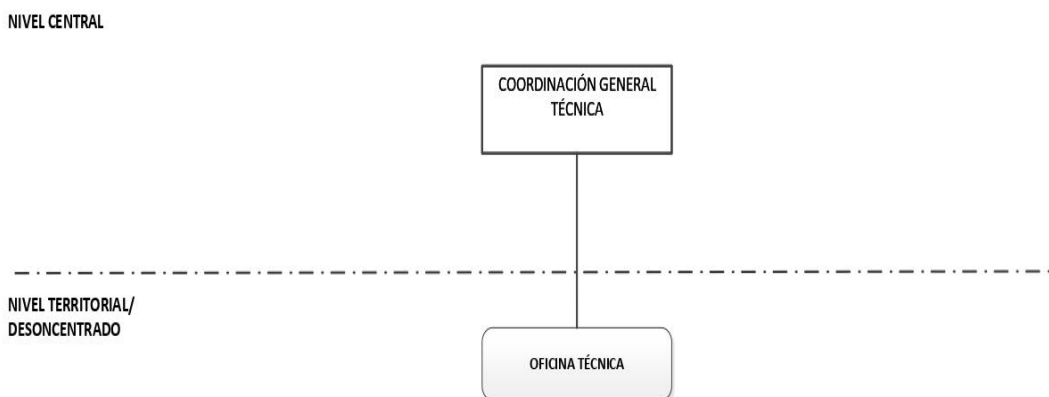 NIVEL CENTRAL
COORDINACIÓN GENERAL
TÉCNICA
NIVEL TERRITORIAL/
DESONCENTRADO
OFICINA TÉCNICA